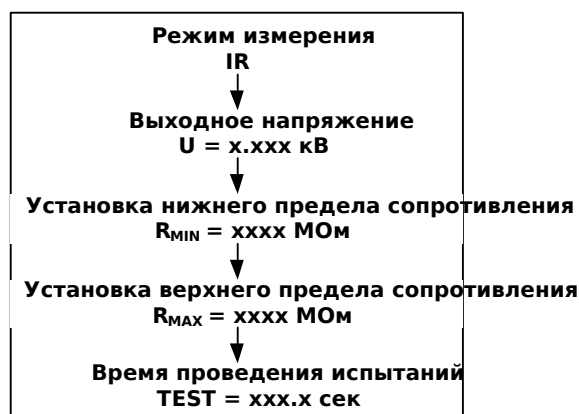 Режим измерения
IR
Выходное напряжение
U = x.xxx кВ
Установка нижнего предела сопротивления
RMIN = xxxx МОм
Установка верхнего предела сопротивления
RMAX = xxxx МОм
Время проведения испытаний
TEST = xxx.x сек